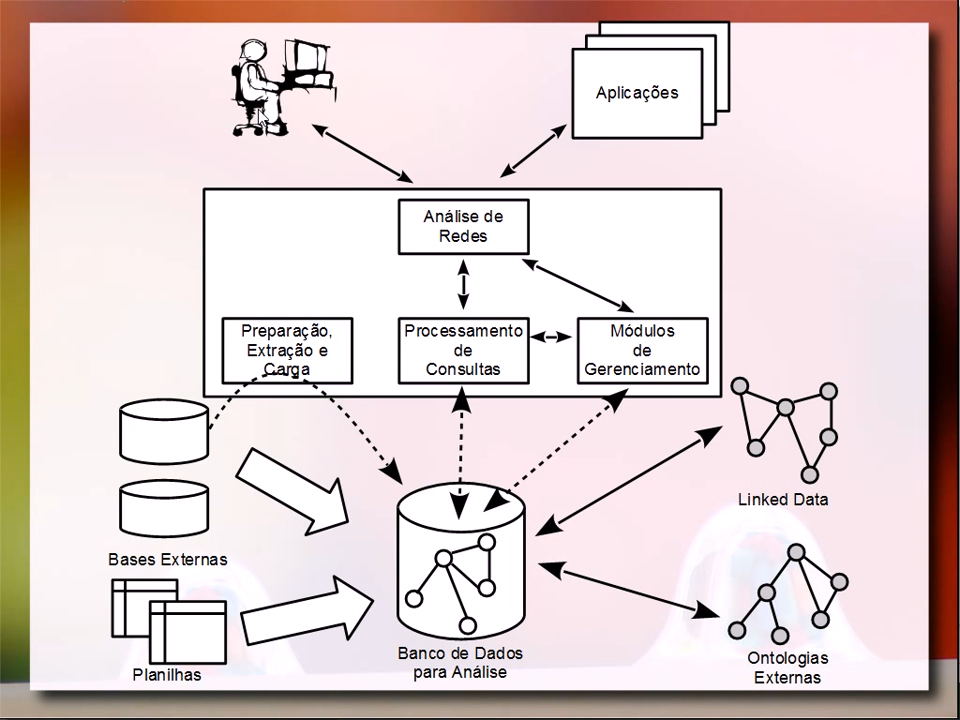 Aplicações
Análise de
Redes
Preparação,
Extração e
Carga
Processamento
de
Consultas
Módulos
de
Gerenciamento
Linked Data
Bases Externas
Banco de Dados
para Análise
Ontologias
Externas
Planilhas